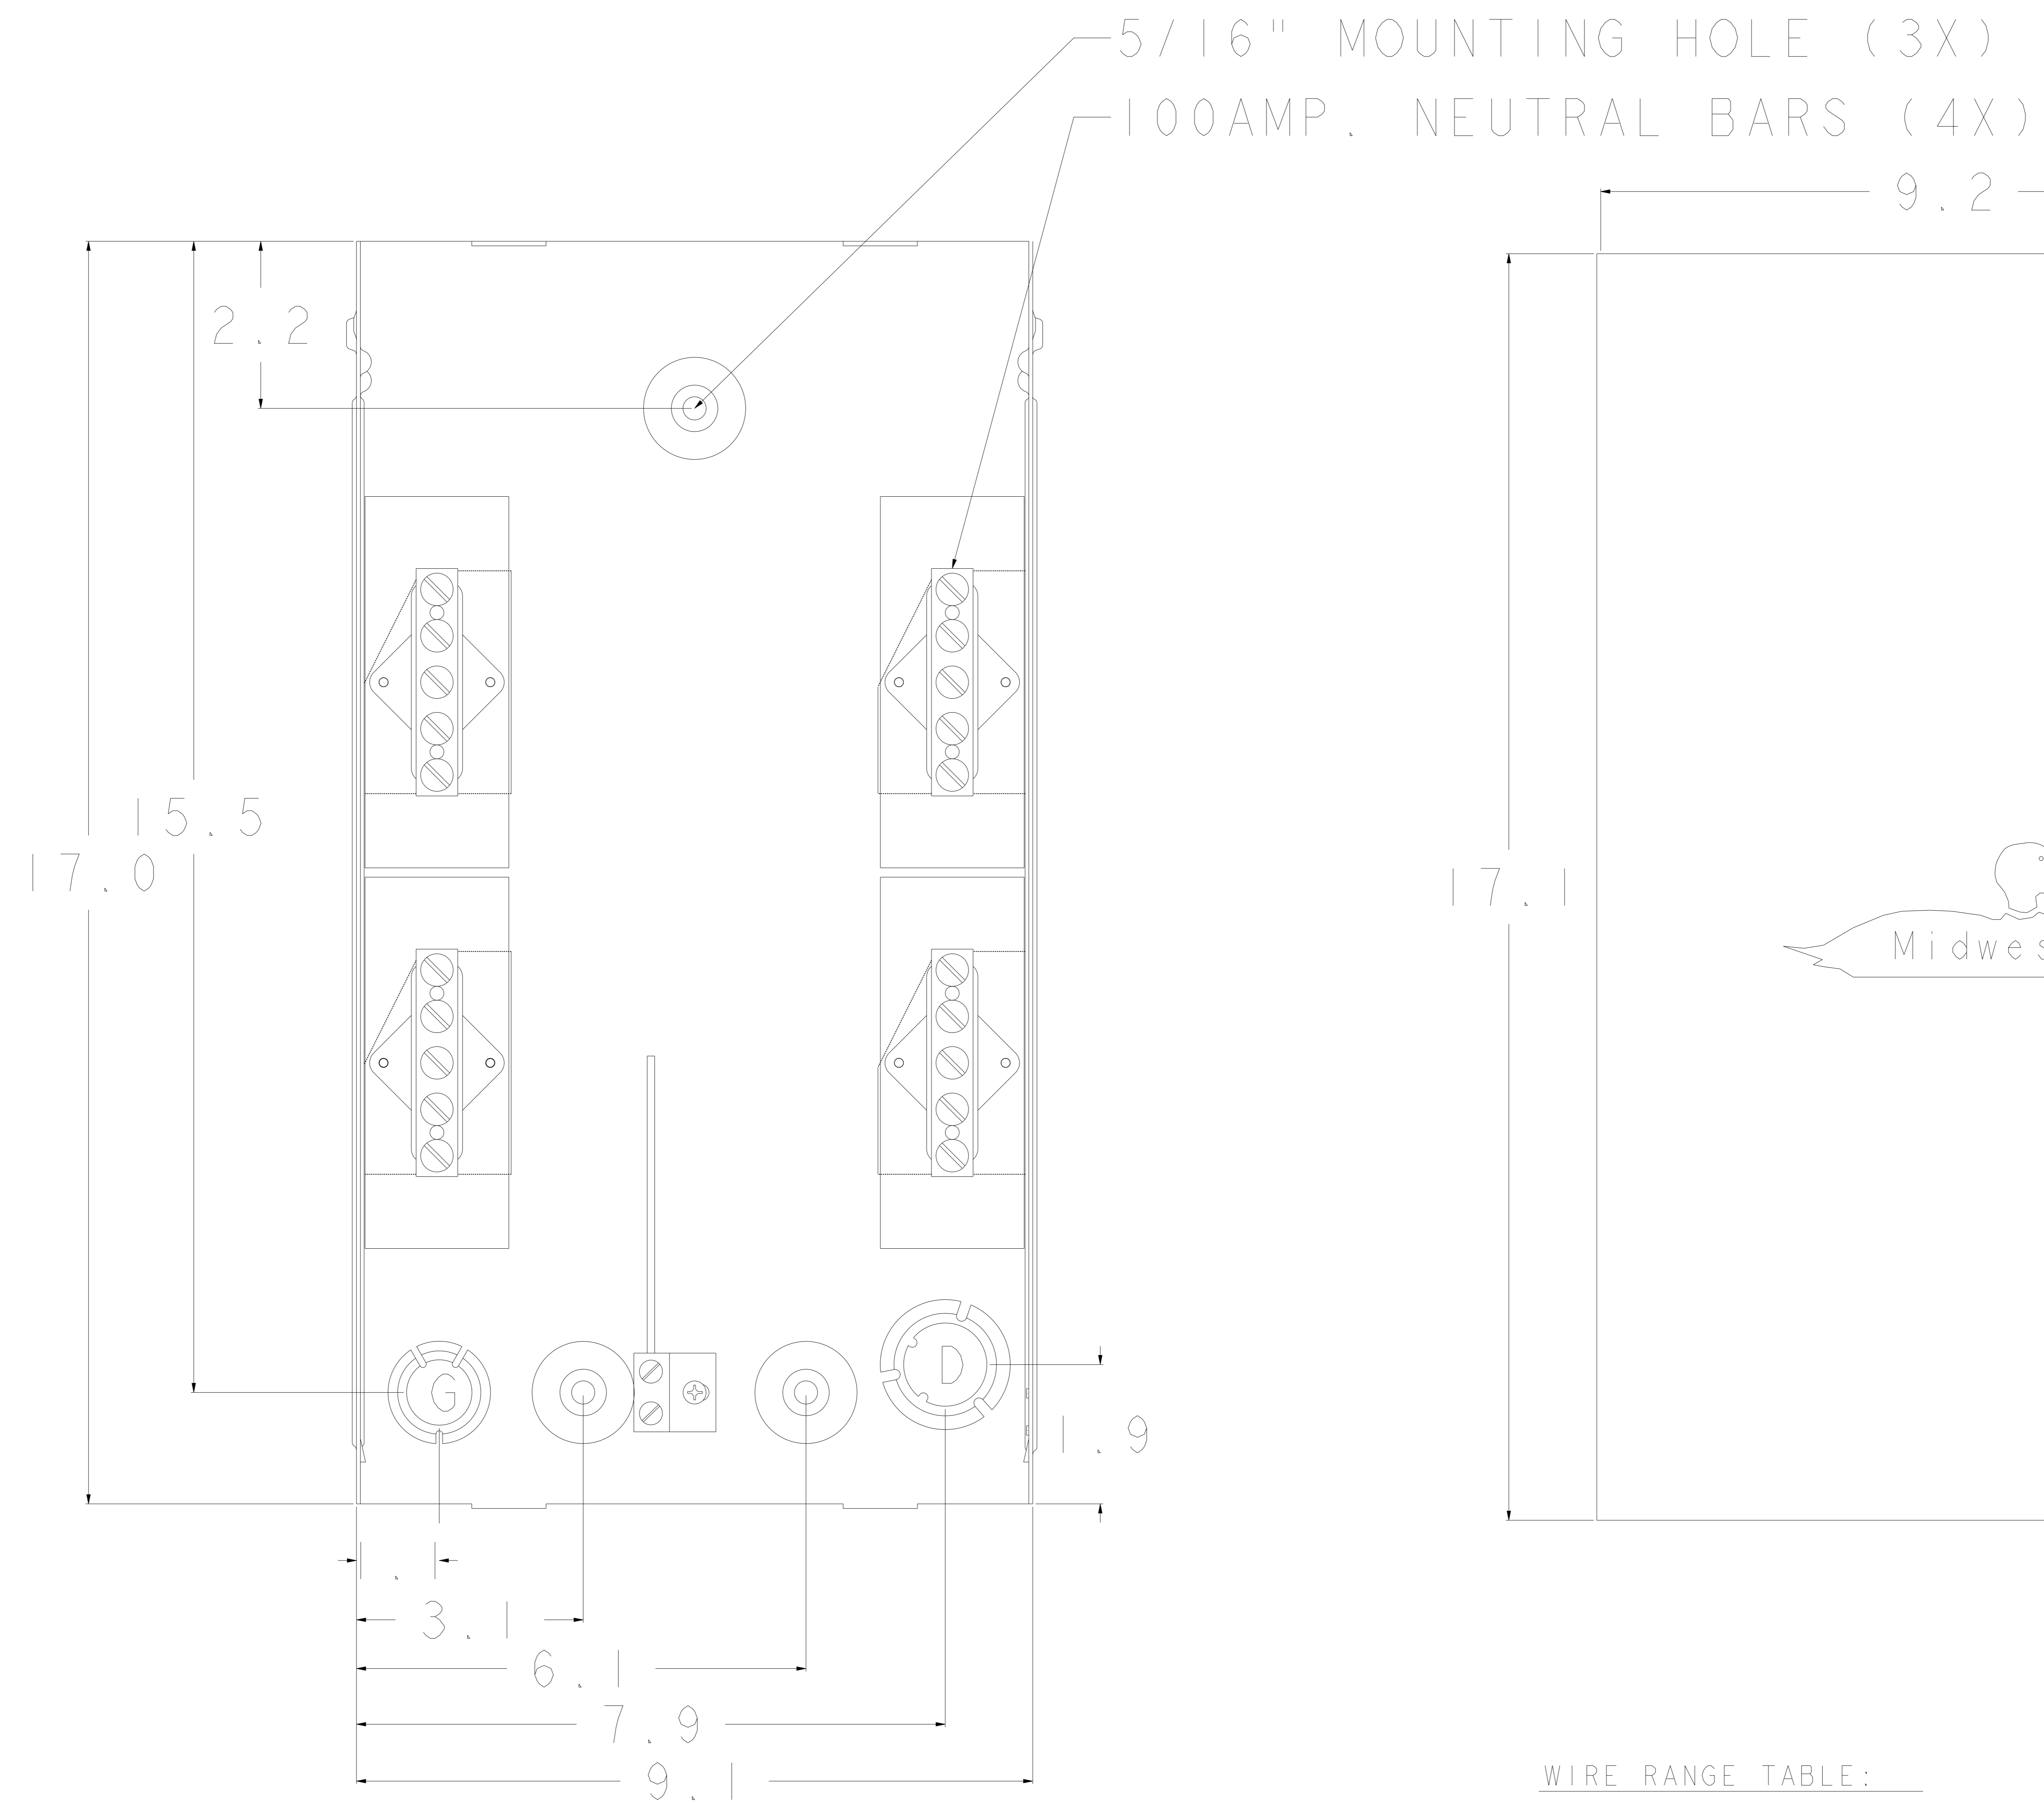 5/16" MOUNTING HOLE (3X)
100AMP. NEUTRAL BARS (4X)
9.2
2.2
15.5
17.0
17.1
Midwes
G
D
1.9
1.1
3.1
6.1
7.9
9.1
WIRE RANGE TABLE: